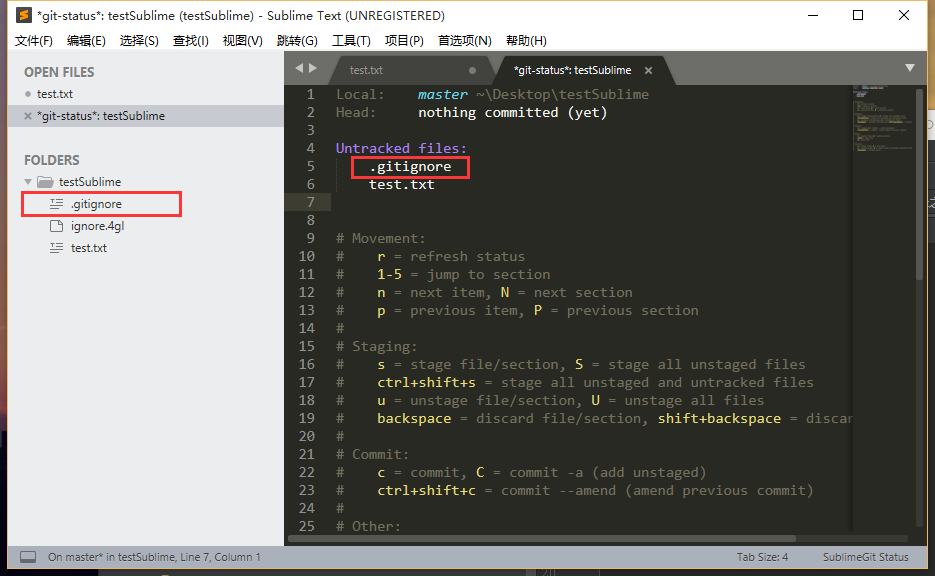 *git-status*: testSublime (testSublime) - Sublime Text (UNREGISTERED)
文件(F) 编辑(E) 选择(S) 查找(I) 视图(V) 跳转(G) 工具(T) 项目(P) 首选项(N) 帮助(H)
OPEN FILES
test.txt
*git-status*: testSublime
FOLDERS
testSublime
.gitignore
ignore.4gl
test.txt
test.txt *git-status*: testSublime
1 Local: master ~\Desktop\testSublime
2 Head: nothing committed (yet)
3
4 Untracked files:
5 .gitignore
6 test.txt
7
8
9 # Movement:
10 # r = refresh status
11 # 1-5 = jump to section
12 # n = next item, N = next section
13 # p = previous item, P = previous section
14 #
15 # Staging:
16 # s = stage file/section, S = stage all unstaged files
17 # ctrl+shift+s = stage all unstaged and untracked files
18 # u = unstage file/section, U = unstage all files
19 # backspace = discard file/section, shift+backspace = discar
20 #
21 # Commit:
22 # c = commit, C = commit -a (add unstaged)
23 # ctrl+shift+c = commit --amend (amend previous commit)
24 #
25 # Other:
On master* in testSublime, Line 7, Column 1 Tab Size: 4 SublimeGit Status